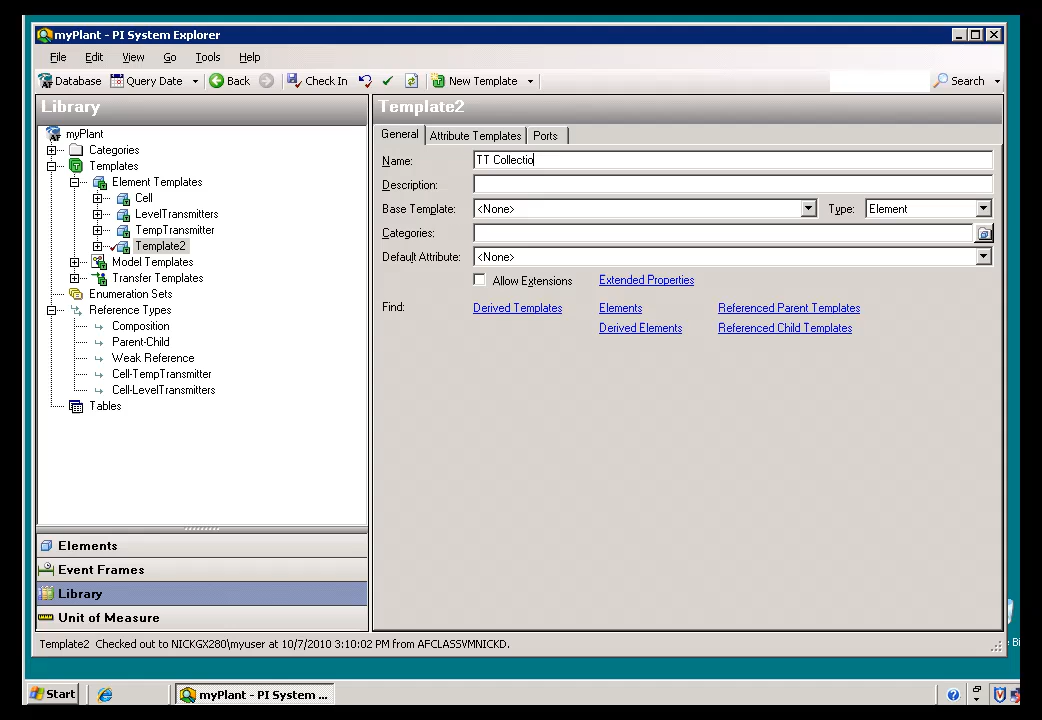 myPlant - PI System Explorer
File Edit View Go Tools Help
Database Query Date Back Check In New Template Search
Library
myPlant
Categories
Templates
Element Templates
Cell
LevelTransmitters
TempTransmitter
Template2
Model Templates
Transfer Templates
Enumeration Sets
Reference Types
Composition
Parent-Child
Weak Reference
Cell-TempTransmitter
Cell-LevelTransmitters
Tables
Elements
Event Frames
Library
Unit of Measure
Template2
General Attribute Templates Ports
Name: TT Collectio
Description:
Base Template: <None> Type: Element
Categories:
Default Attribute: <None>
Allow Extensions Extended Properties
Find: Derived Templates Elements Referenced Parent Templates
Derived Elements Referenced Child Templates
Template2 Checked out to NICKGX280\myuser at 10/7/2010 3:10:02 PM from AFCLASSVMNICKD.
Bi
Start myPlant - PI System ...